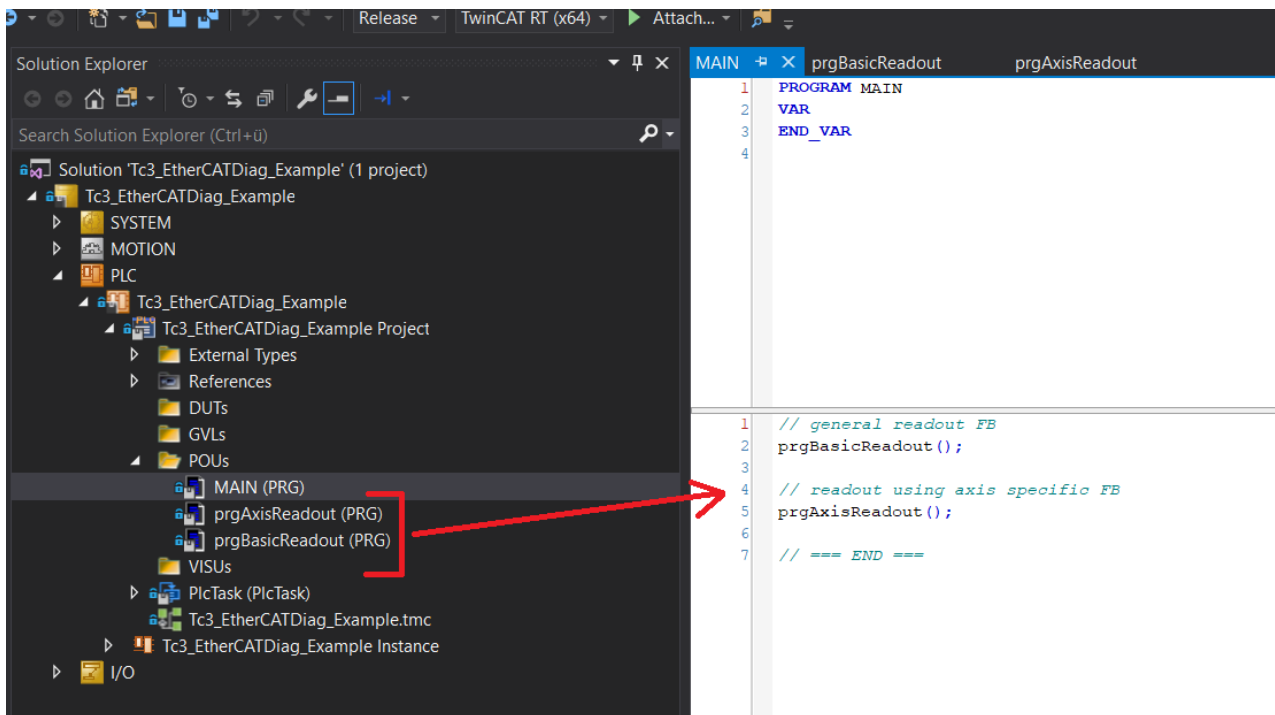 Release
TwinCAT RT (x64)
Attach...
Solution Explorer
Search Solution Explorer (Ctrl+ü)
Solution 'Tc3_EtherCATDiag_Example' (1 project)
Tc3_EtherCATDiag_Example
SYSTEM
MOTION
PLC
Tc3_EtherCATDiag_Example
Tc3_EtherCATDiag_Example Project
External Types
References
DUTs
GVLs
POUs
MAIN (PRG)
prgAxisReadout (PRG)
prgBasicReadout (PRG)
VISUs
PlcTask (PlcTask)
Tc3_EtherCATDiag_Example.tmc
Tc3_EtherCATDiag_Example Instance
I/O
MAIN prgBasicReadout prgAxisReadout
1 PROGRAM MAIN
2 VAR
3 END_VAR
4
1 // general readout FB
2 prgBasicReadout();
3
4 // readout using axis specific FB
5 prgAxisReadout();
6
7 // === END ===